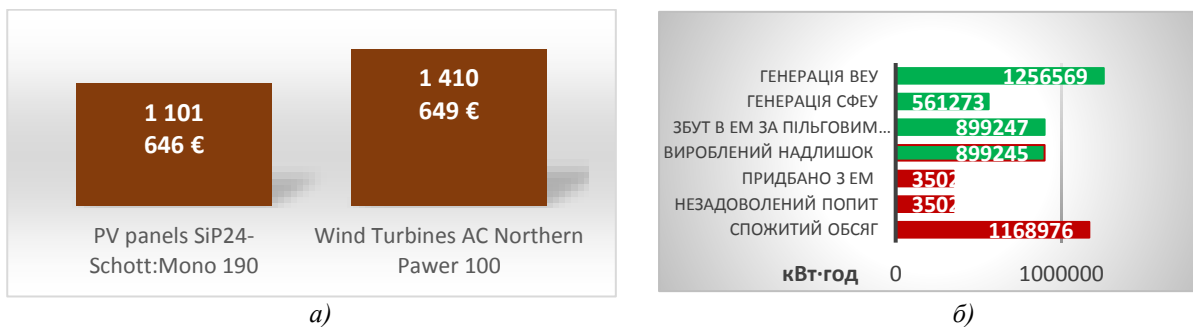 1 101
646 €
1 410
649 €
PV panels SiP24-
Schott:Mono 190
Wind Turbines AC Northern
Pawer 100
а)
ГЕНЕРАЦІЯ ВЕУ
1256569
ГЕНЕРАЦІЯ СФЕУ
561273
ЗБУТ В ЕМ ЗА ПІЛЬГОВИМ…
899247
ВИРОБЛЕНИЙ НАДЛИШОК
899245
ПРИДБАНО З ЕМ
НЕЗАДОВОЛЕНИЙ ПОПИТ
СПОЖИТИЙ ОБСЯГ
1168976
кВт·год
0
1000000
б)